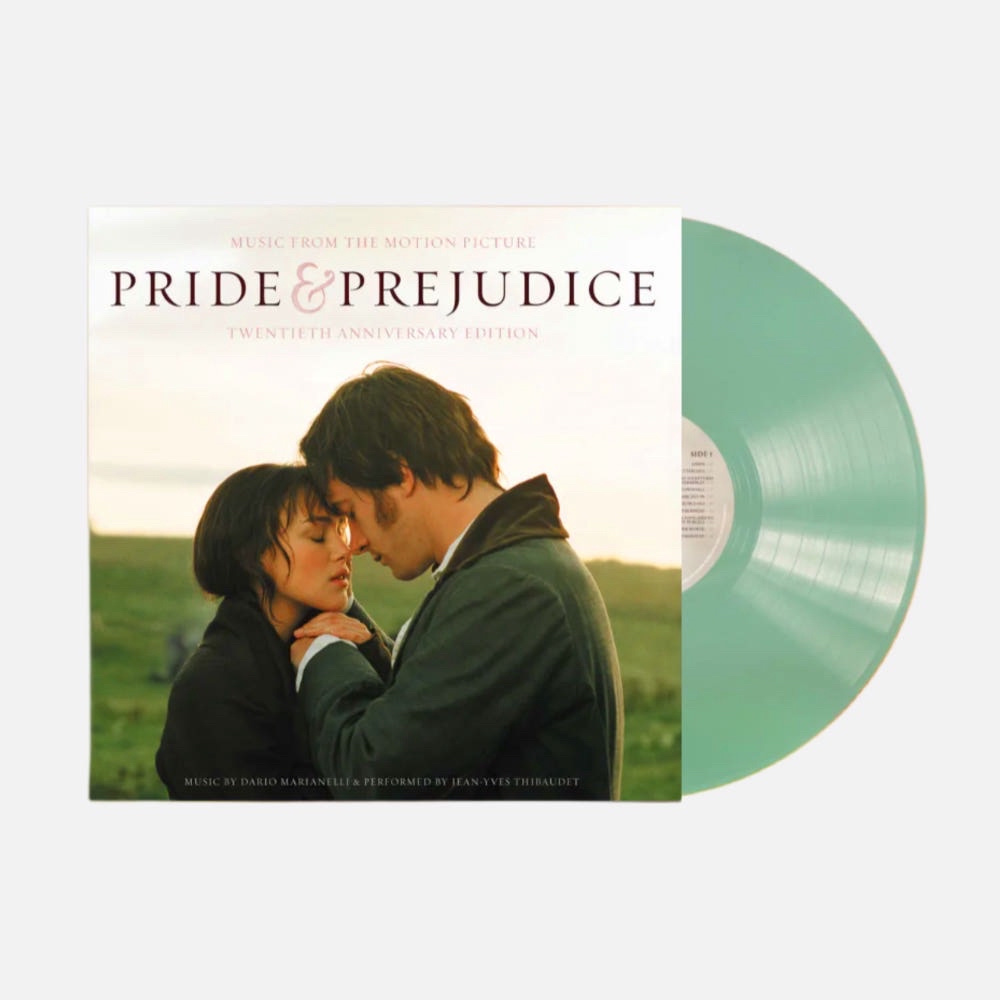 MUSIC FROM THE MOTION PICTURE
PRIDE & PREJUDICE
TWENTIETH ANNIVERSARY EDITION
SIDE 1
MUSIC BY DARIO MARIANELLI & PERFORMED BY JEAN-YVES THIBAUDET